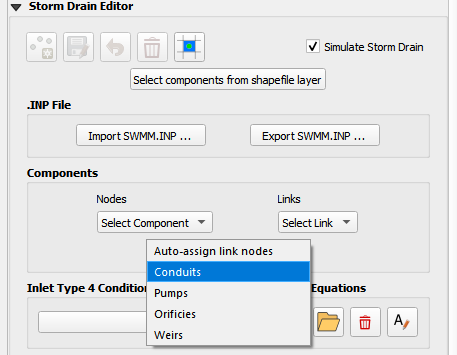 Storm Drain Editor
Simulate Storm Drain
Select components from shapefile layer
.INP File
Import SWMM.INP ... Export SWMM.INP ...
Components
Nodes Links
Select Component Select Link
Auto-assign link nodes
Conduits
Pumps
Orificies
Weirs
Inlet Type 4 Condition Equations
A